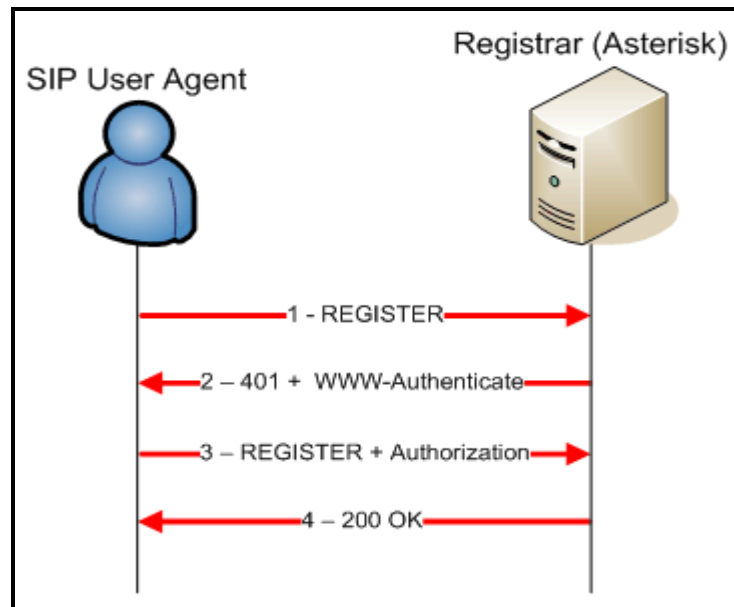 Registrar (Asterisk)
SIP User Agent
1 - REGISTER
2 – 401 + WWW-Authenticate
3 – REGISTER + Authorization
4 – 200 OK